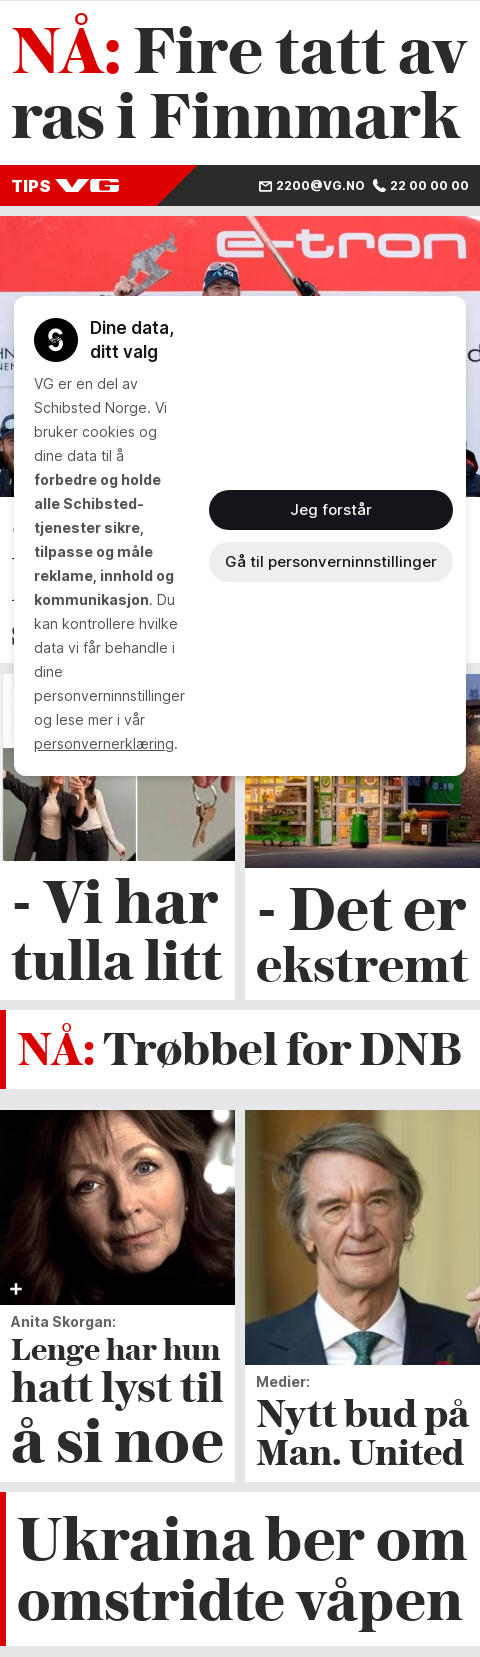 NÅ: Fire tatt av
ras i Finnmark
TIPS VG
2200@VG.NO 22 00 00 00
e-tron
Dine data,
ditt valg
VG er en del av
Schibsted Norge. Vi
bruker cookies og
dine data til å
forbedre og holde
alle Schibsted-
tjenester sikre,
tilpasse og måle
reklame, innhold og
kommunikasjon. Du
kan kontrollere hvilke
data vi får behandle i
dine
personverninnstillinger
og lese mer i vår
personvernerklæring.
Jeg forstår
Gå til personverninnstillinger
- Vi har
tulla litt
- Det er
ekstremt
NÅ: Trøbbel for DNB
Anita Skorgan:
Lenge har hun
hatt lyst til
å si noe
Medier:
Nytt bud på
Man. United
Ukraina ber om
omstridte våpen